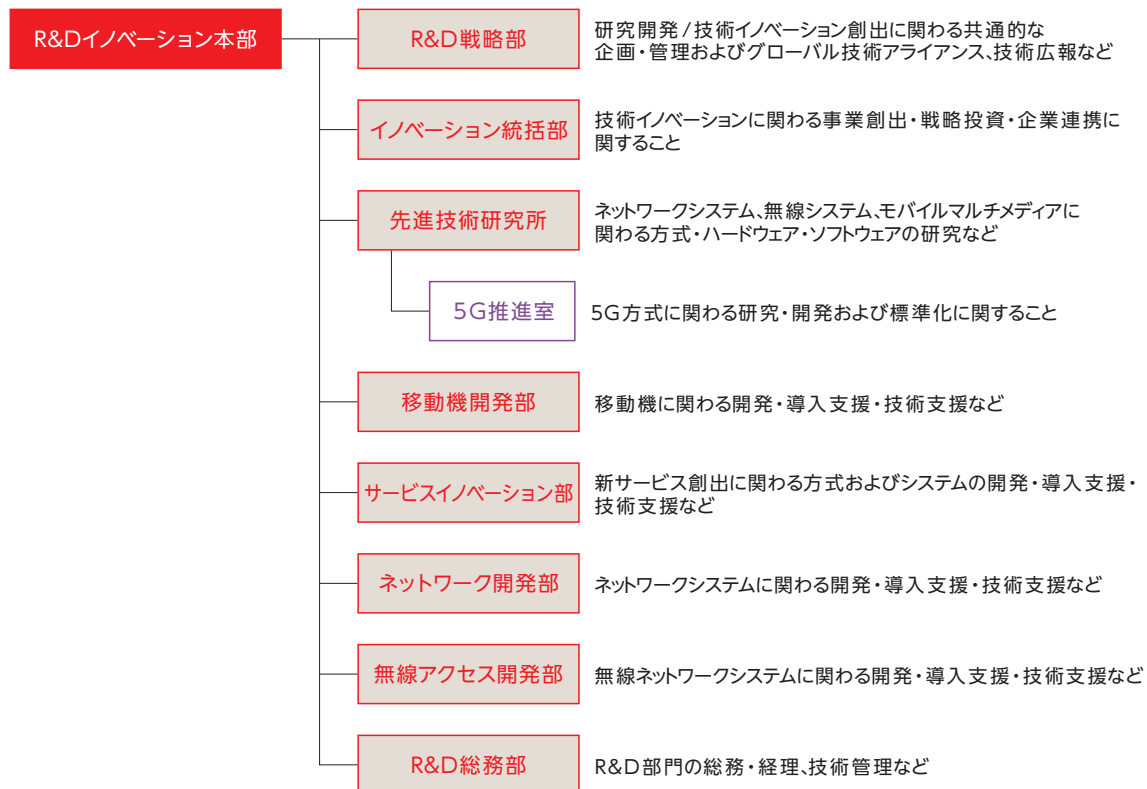 R&Dイノベーション本部
R&D戦略部
研究開発/技術イノベーション創出に関わる共通的な
企画・管理およびグローバル技術アライアンス、技術広報など
イノベーション統括部
技術イノベーションに関わる事業創出・戦略投資・企業連携に
関すること
先進技術研究所
ネットワークシステム、無線システム、モバイルマルチメディアに
関わる方式・ハードウェア・ソフトウェアの研究など
5G推進室
5G方式に関わる研究・開発および標準化に関すること
移動機開発部
移動機に関わる開発・導入支援・技術支援など
サービスイノベーション部
新サービス創出に関わる方式およびシステムの開発・導入支援・
技術支援など
ネットワーク開発部
ネットワークシステムに関わる開発・導入支援・技術支援など
無線アクセス開発部
無線ネットワークシステムに関わる開発・導入支援・技術支援など
R&D総務部
R&D部門の総務・経理、技術管理など